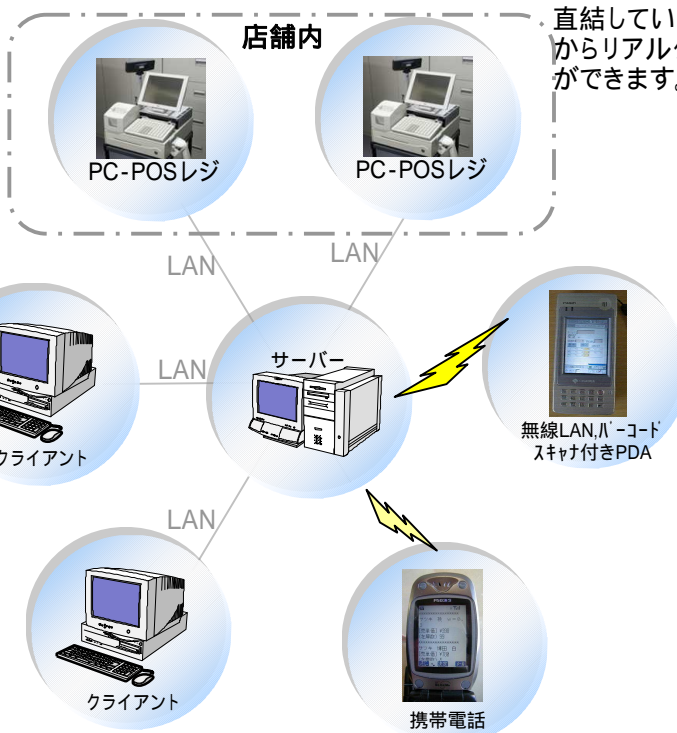 直結してい
からリアル
ができます。
店舗内
PC-POSレジ
PC-POSレジ
LAN
LAN
LAN
サーバー
無線LAN,ﾊﾞｰｺｰﾄﾞ
ｽｷｬﾅ付きPDA
クライアント
LAN
クライアント
携帯電話